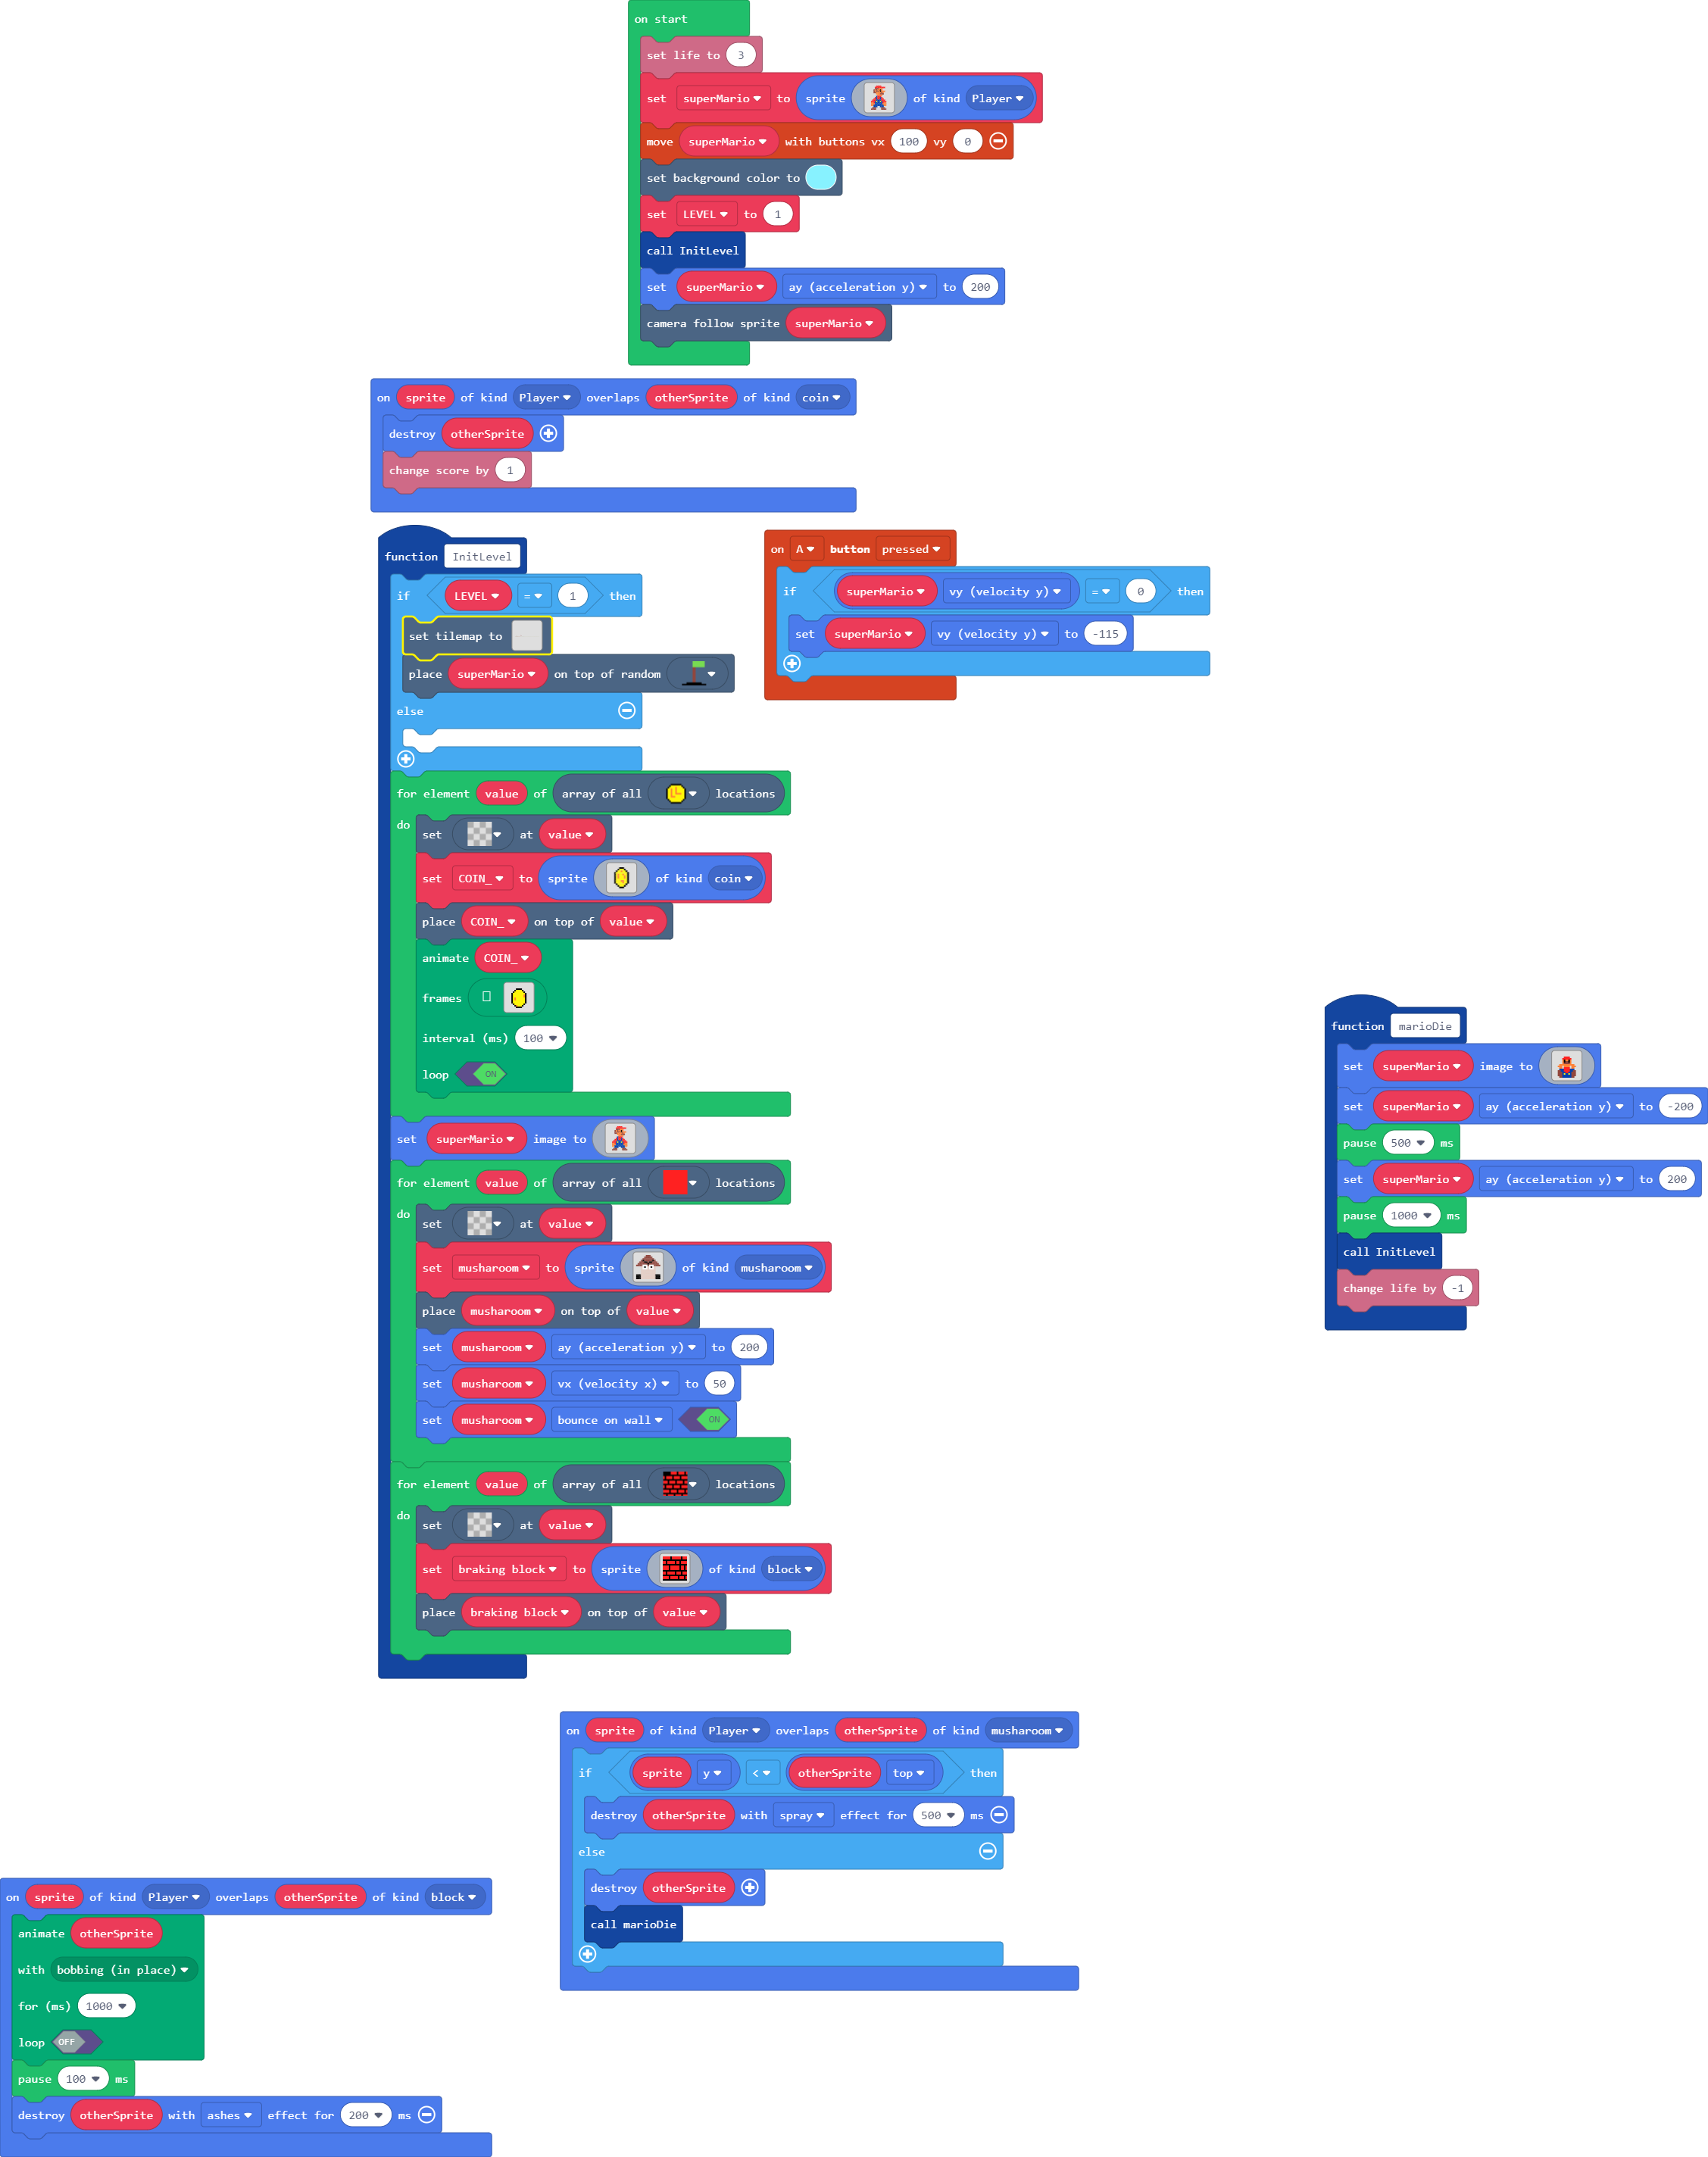 on start
set life to 3
set superMario to sprite of kind Player
move superMario with buttons vx 100 vy 0
set background color to
set LEVEL to 1
call InitLevel
set superMario ay (acceleration y) to 200
camera follow sprite superMario
on sprite of kind Player overlaps otherSprite of kind coin
destroy otherSprite
change score by 1
function InitLevel
if LEVEL = 1 then
set tilemap to
place superMario on top of random
else
for element value of array of all locations
do
set at value
set COIN_ to sprite of kind coin
place COIN_ on top of value
animate COIN_
frames
interval (ms) 100
loop ON
set superMario image to
for element value of array of all locations
do
set at value
set musharoom to sprite of kind musharoom
place musharoom on top of value
set musharoom ay (acceleration y) to 200
set musharoom vx (velocity x) to 50
set musharoom bounce on wall ON
for element value of array of all locations
do
set at value
set braking block to sprite of kind block
place braking block on top of value
on A button pressed
if superMario vy (velocity y) = 0 then
set superMario vy (velocity y) to -115
function marioDie
set superMario image to
set superMario ay (acceleration y) to -200
pause 500 ms
set superMario ay (acceleration y) to 200
pause 1000 ms
call InitLevel
change life by -1
on sprite of kind Player overlaps otherSprite of kind musharoom
if sprite y < otherSprite top then
destroy otherSprite with spray effect for 500 ms
else
destroy otherSprite
call marioDie
on sprite of kind Player overlaps otherSprite of kind block
animate otherSprite
with bobbing (in place)
for (ms) 1000
loop OFF
pause 100 ms
destroy otherSprite with ashes effect for 200 ms